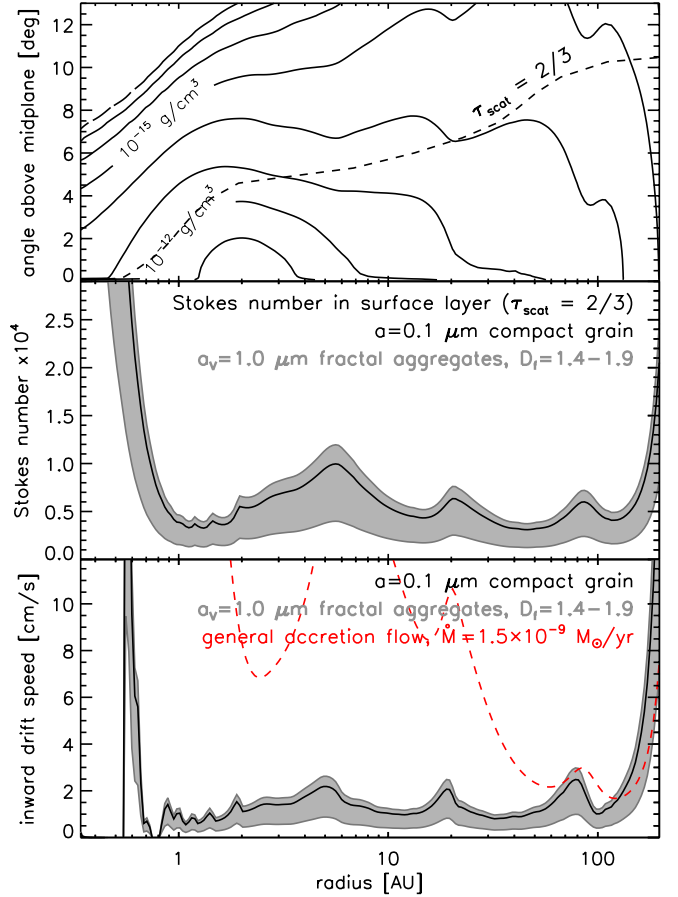 12
10
8
6
4
2
0
angle above midplane [deg]
10⁻¹⁵ g/cm³
10⁻¹² g/cm³
τscat = 2/3
Stokes number in surface layer (τscat = 2/3)
a=0.1 μm compact grain
aᵥ=1.0 μm fractal aggregates, Df=1.4−1.9
2.5
2.0
1.5
1.0
0.5
0.0
Stokes number ×10⁴
a=0.1 μm compact grain
aᵥ=1.0 μm fractal aggregates, Df=1.4−1.9
general accretion flow, Ṁ=1.5×10⁻⁹ M☉/yr
10
8
6
4
2
0
inward drift speed [cm/s]
1
10
100
radius [AU]